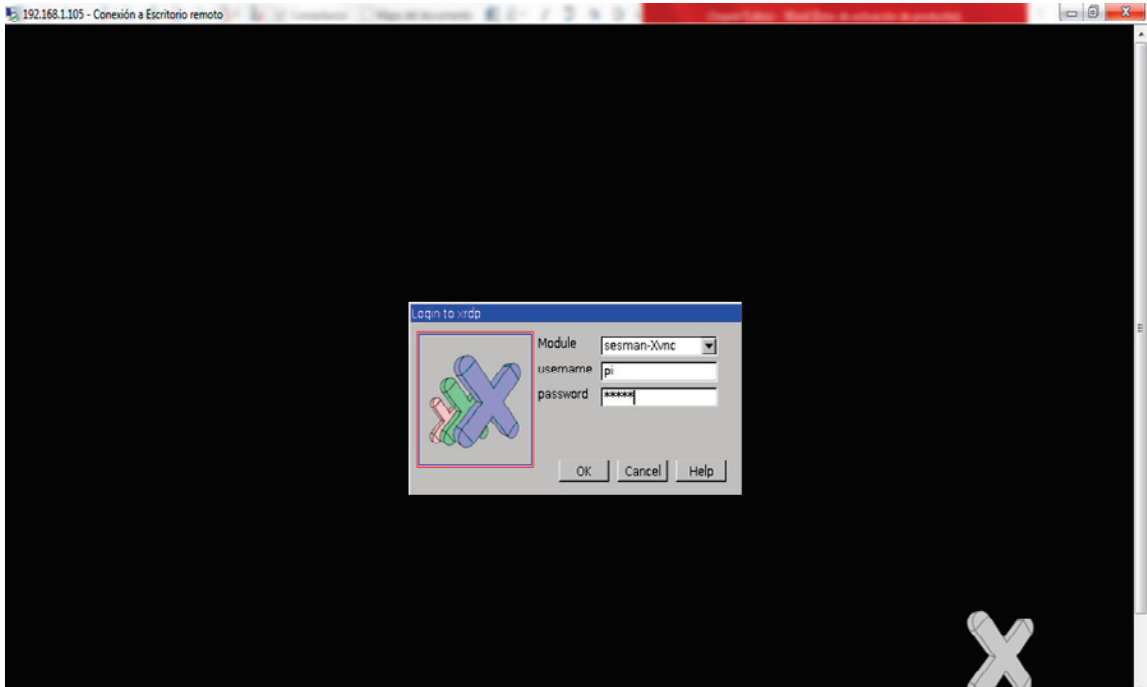 192.168.1.105 - Conexión a Escritorio remoto
Login to xrdp
Module sesman-Xvnc
username pi
password *****
OK Cancel Help